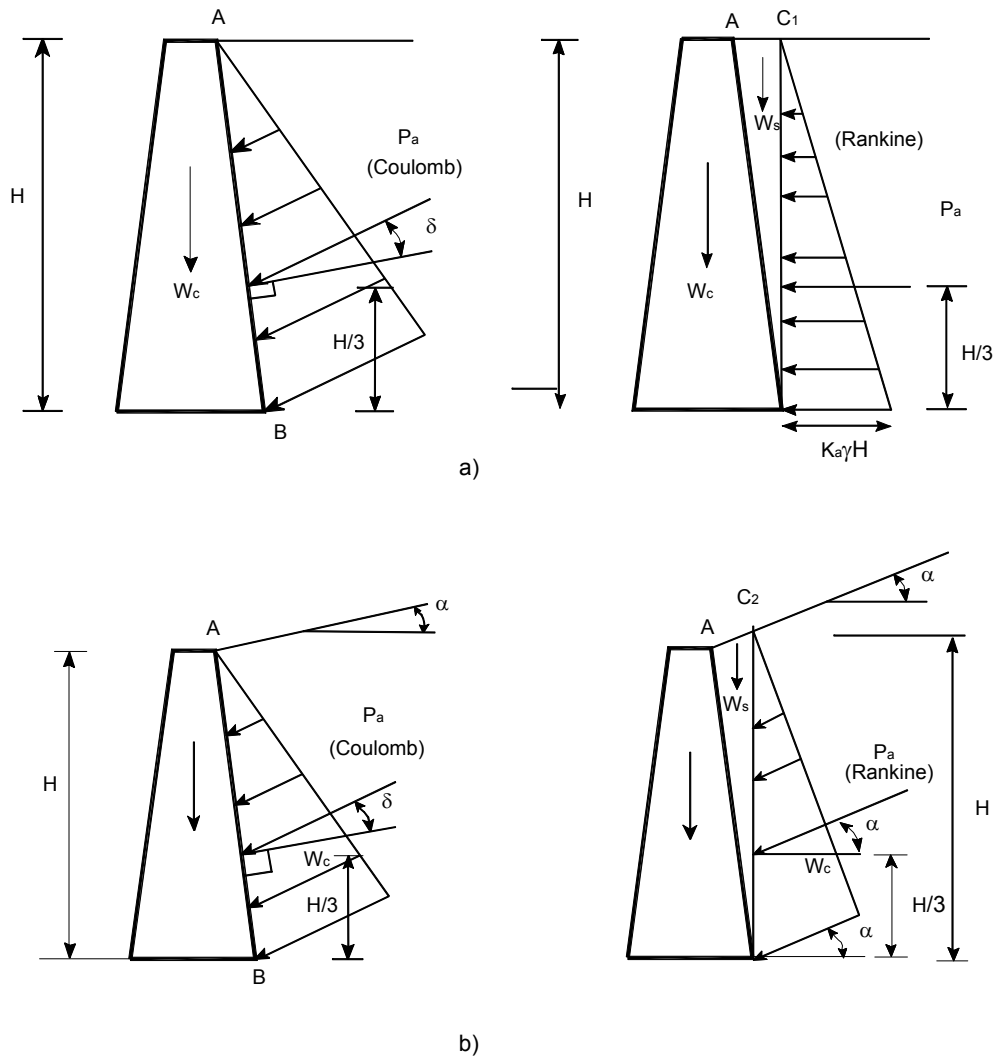 A
H
Pa
(Coulomb)
δ
Wc
H/3
B
A C1
Ws
(Rankine)
H
Pa
Wc
H/3
KaγH
a)
α
A
Pa
(Coulomb)
H
δ
Wc
H/3
B
α
C2
A
Ws
Pa
(Rankine)
H
α
Wc
H/3
α
b)